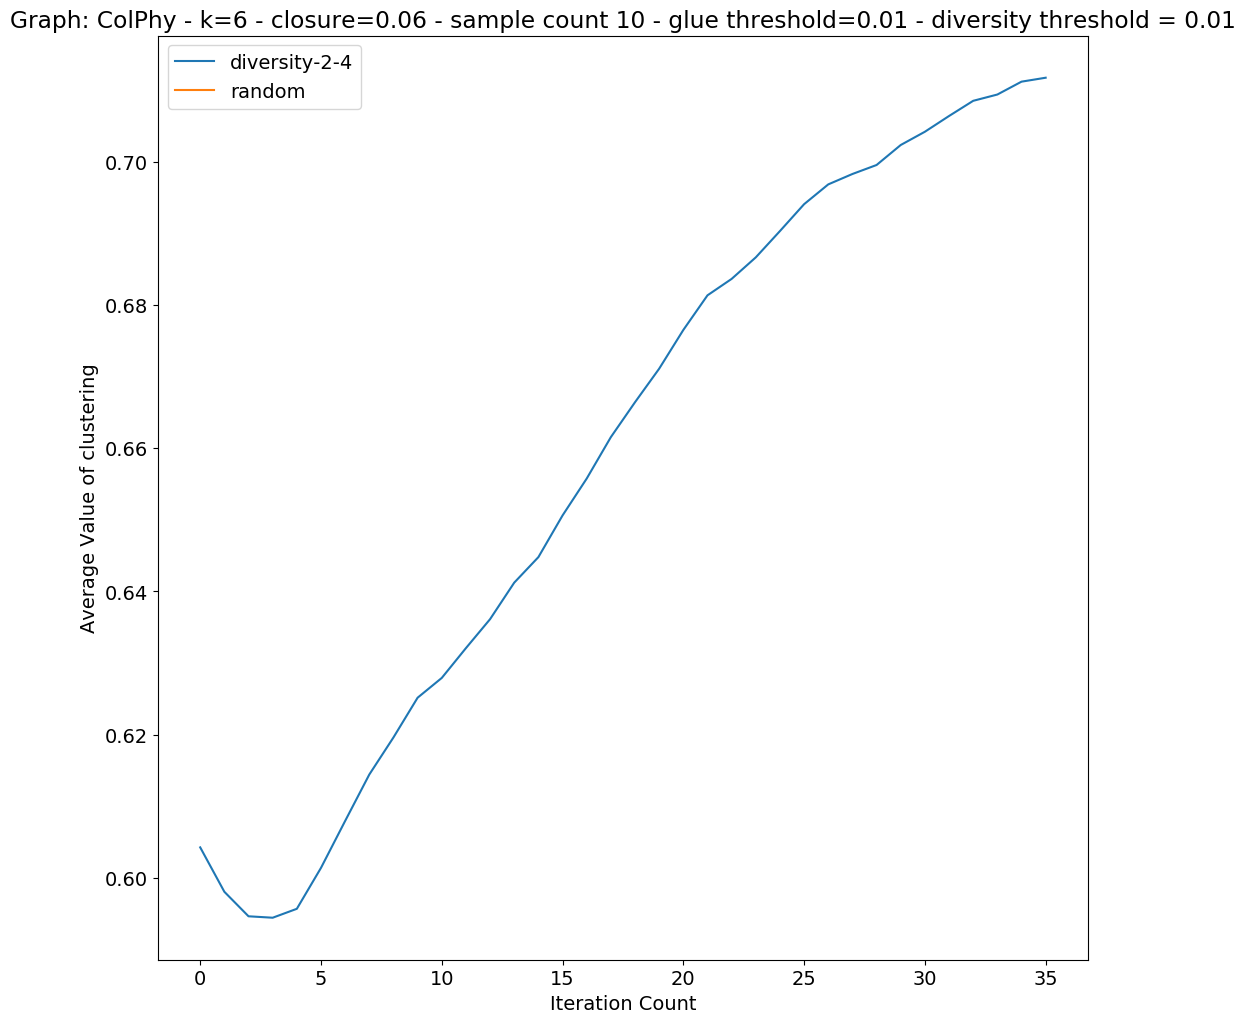 Graph: ColPhy - k=6 - closure=0.06 - sample count 10 - glue threshold=0.01 - diversity threshold = 0.01
diversity-2-4
random
0.70
0.68
0.66
0.64
0.62
0.60
Average Value of clustering
0 5 10 15 20 25 30 35
Iteration Count